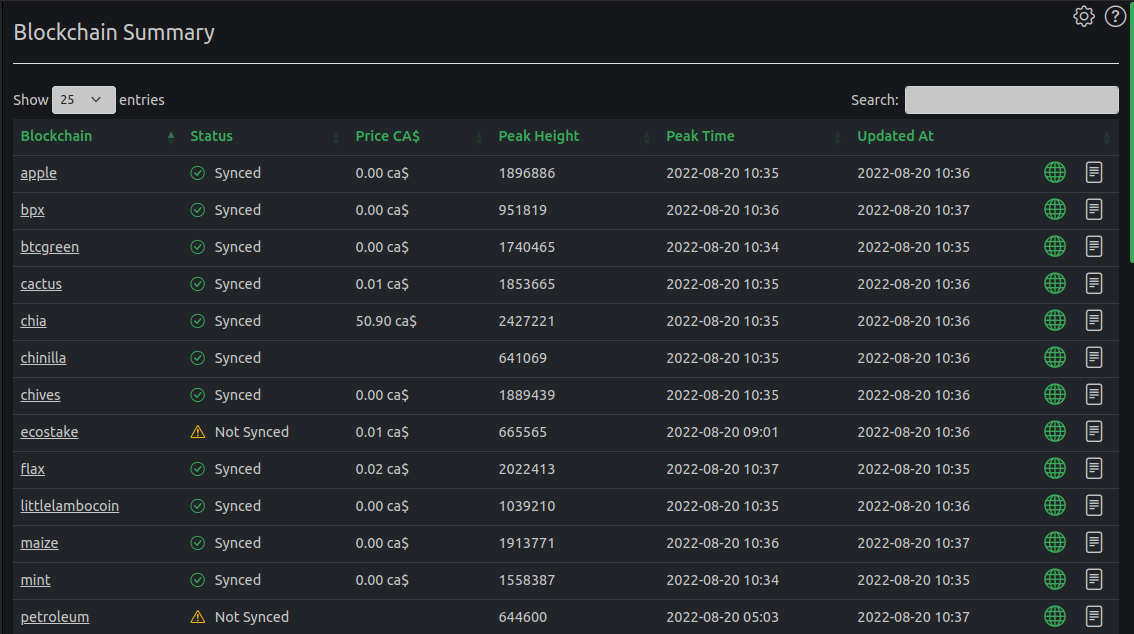 Blockchain Summary
Show 25 entries Search:
Blockchain Status Price CA$ Peak Height Peak Time Updated At
apple Synced 0.00 ca$ 1896886 2022-08-20 10:35 2022-08-20 10:36
bpx Synced 0.00 ca$ 951819 2022-08-20 10:36 2022-08-20 10:37
btcgreen Synced 0.00 ca$ 1740465 2022-08-20 10:34 2022-08-20 10:35
cactus Synced 0.01 ca$ 1853665 2022-08-20 10:35 2022-08-20 10:36
chia Synced 50.90 ca$ 2427221 2022-08-20 10:35 2022-08-20 10:36
chinilla Synced 641069 2022-08-20 10:35 2022-08-20 10:36
chives Synced 0.00 ca$ 1889439 2022-08-20 10:35 2022-08-20 10:36
ecostake Not Synced 0.01 ca$ 665565 2022-08-20 09:01 2022-08-20 10:36
flax Synced 0.02 ca$ 2022413 2022-08-20 10:37 2022-08-20 10:35
littlelambocoin Synced 0.00 ca$ 1039210 2022-08-20 10:35 2022-08-20 10:36
maize Synced 0.00 ca$ 1913771 2022-08-20 10:36 2022-08-20 10:37
mint Synced 0.00 ca$ 1558387 2022-08-20 10:34 2022-08-20 10:35
petroleum Not Synced 644600 2022-08-20 05:03 2022-08-20 10:37